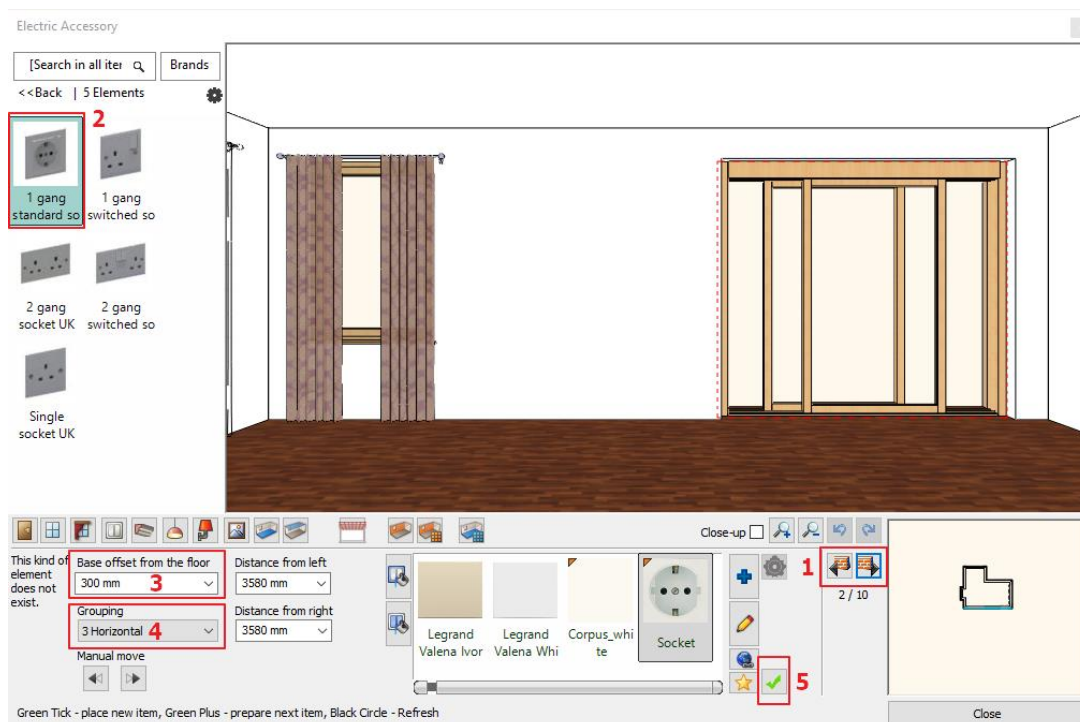 Electric Accessory
[Search in all iter
Brands
<<Back | 5 Elements
2
1 gang
standard so
1 gang
switched so
2 gang
socket UK
2 gang
switched so
Single
socket UK
Close-up
This kind of
element
does not
exist.
Base offset from the floor
300 mm
3
Grouping
3 Horizontal
4
Manual move
Distance from left
3580 mm
Distance from right
3580 mm
Legrand
Valena Ivor
Legrand
Valena Whi
Corpus_whi
te
Socket
1
2 / 10
5
Green Tick - place new item, Green Plus - prepare next item, Black Circle - Refresh
Close